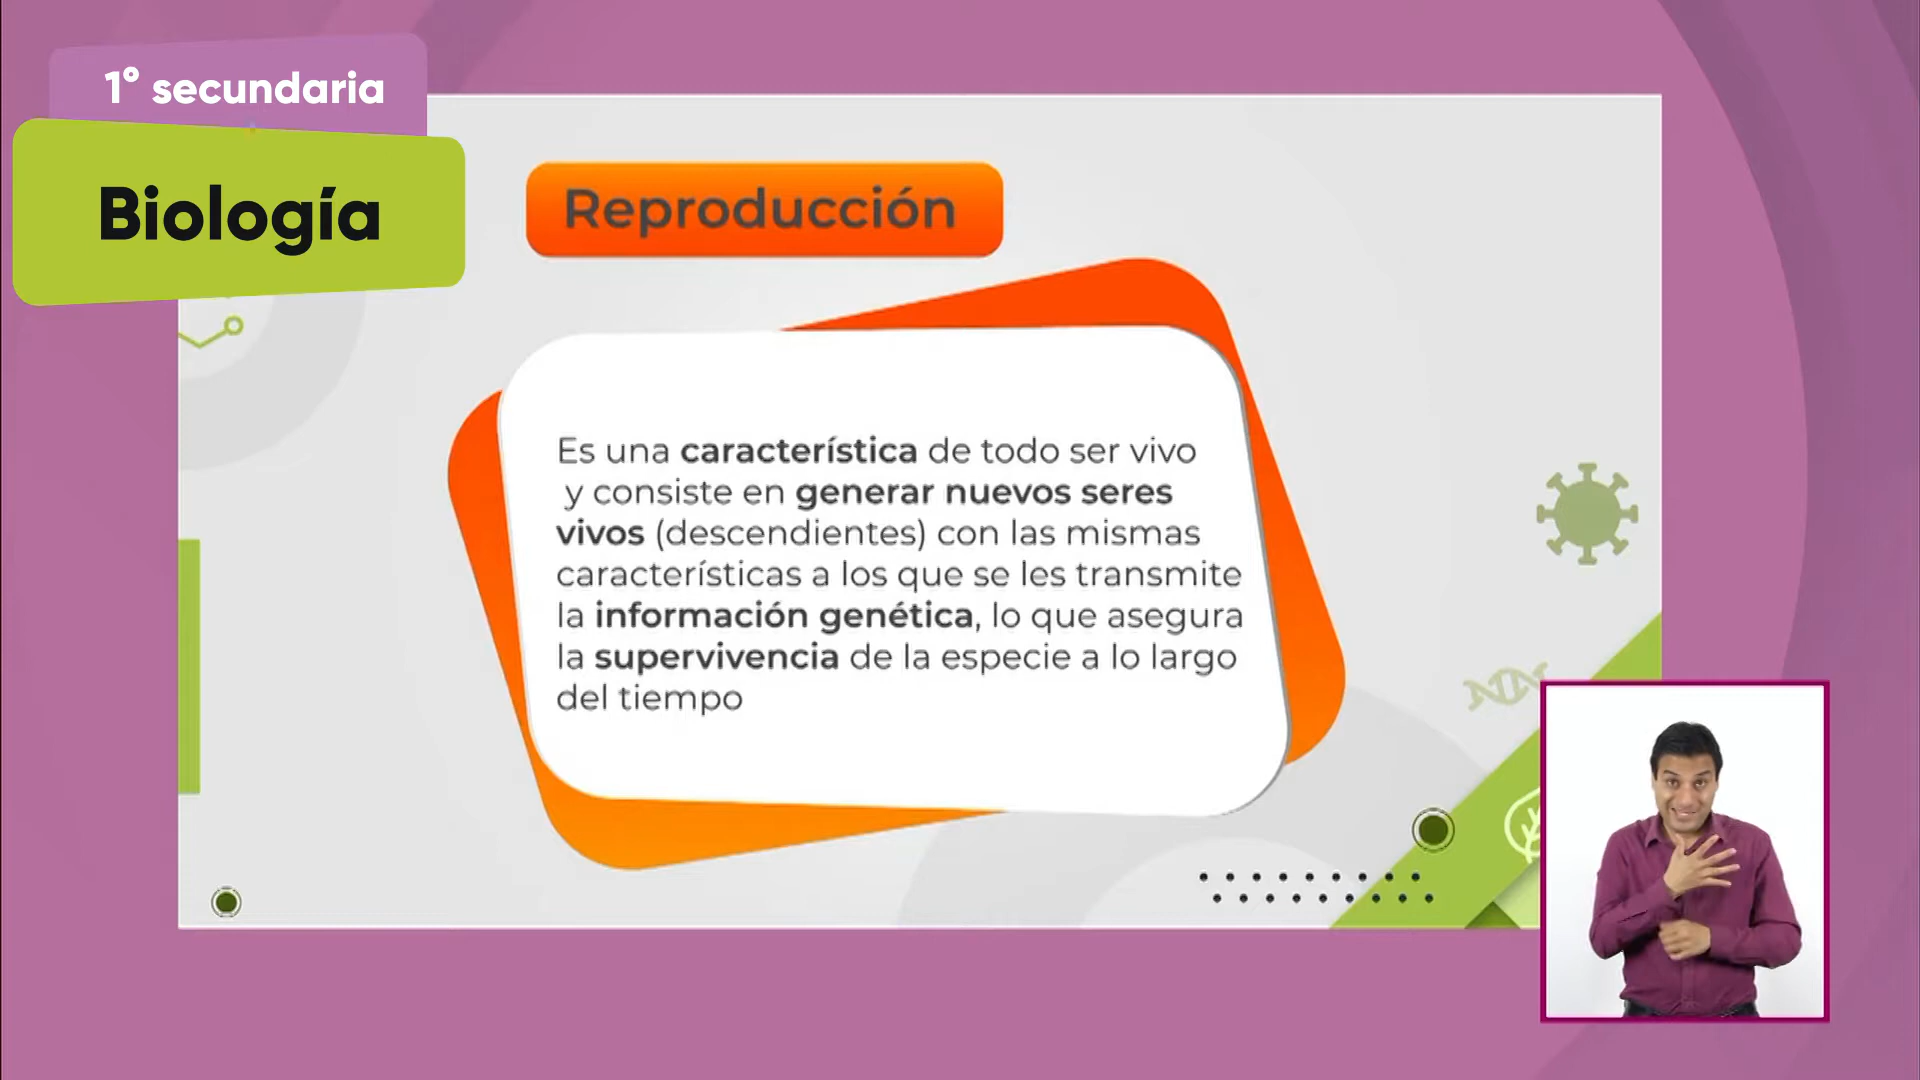 1° secundaria
Biología
Reproducción
Es una característica de todo ser vivo
y consiste en generar nuevos seres
vivos (descendientes) con las mismas
características a los que se les transmite
la información genética, lo que asegura
la supervivencia de la especie a lo largo
del tiempo